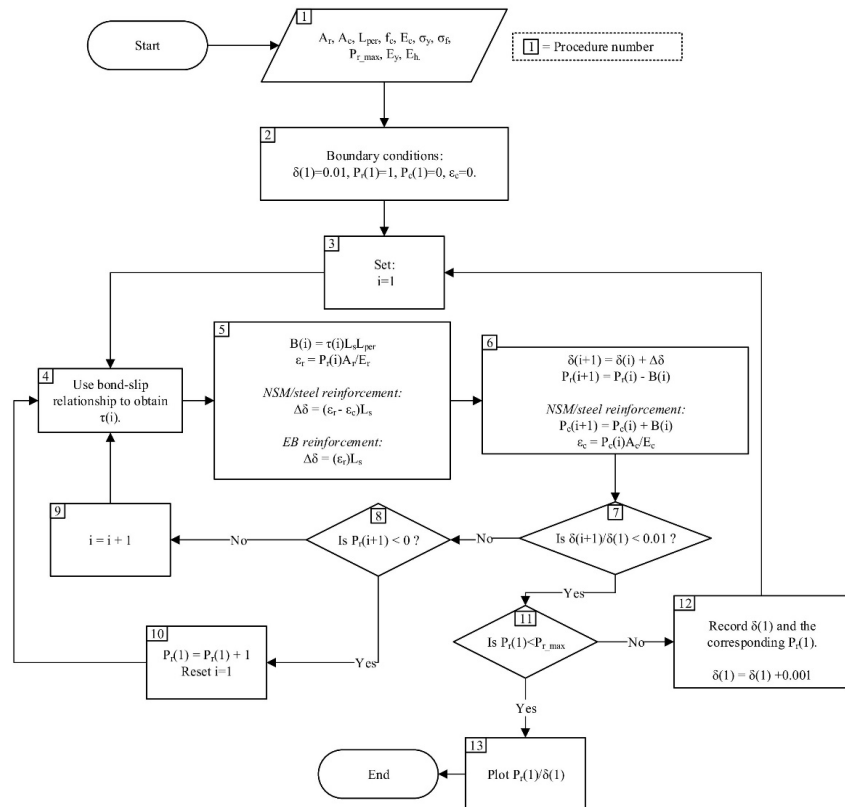 Start
1
A_r, A_c, L_per, f_c, E_c, σ_y, σ_f,
P_r_max, E_y, E_h.
1 = Procedure number
2
Boundary conditions:
δ(1)=0.01, P_r(1)=1, P_c(1)=0, ε_c=0.
3
Set:
i=1
4
Use bond-slip
relationship to obtain
τ(i).
5
B(i) = τ(i)L_sL_per
ε_r = P_r(i)A_r/E_r
NSM/steel reinforcement:
Δδ = (ε_r - ε_c)L_s
EB reinforcement:
Δδ = (ε_r)L_s
6
δ(i+1) = δ(i) + Δδ
P_r(i+1) = P_r(i) - B(i)
NSM/steel reinforcement:
P_c(i+1) = P_c(i) + B(i)
ε_c = P_c(i)A_c/E_c
7
Is δ(i+1)/δ(1) < 0.01 ?
No
8
Is P_r(i+1) < 0 ?
No
9
i = i + 1
Yes
10
P_r(1) = P_r(1) + 1
Reset i=1
Yes
11
Is P_r(1)<P_r_max
No
12
Record δ(1) and the
corresponding P_r(1).
δ(1) = δ(1) +0.001
Yes
13
Plot P_r(1)/δ(1)
End